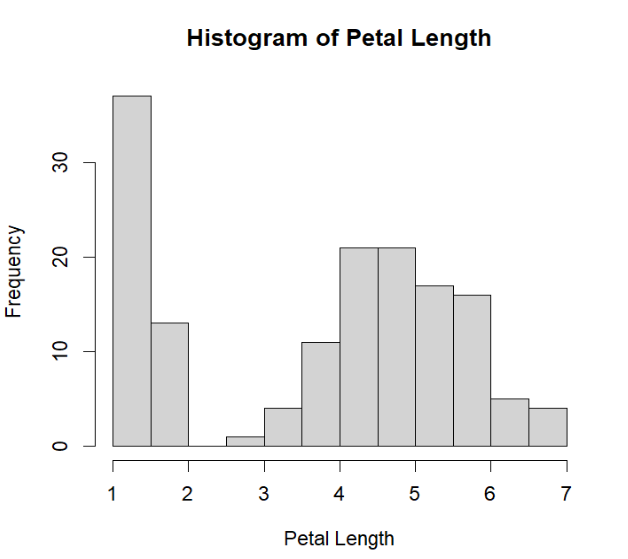 Histogram of Petal Length
Frequency
30
20
10
0
1 2 3 4 5 6 7
Petal Length